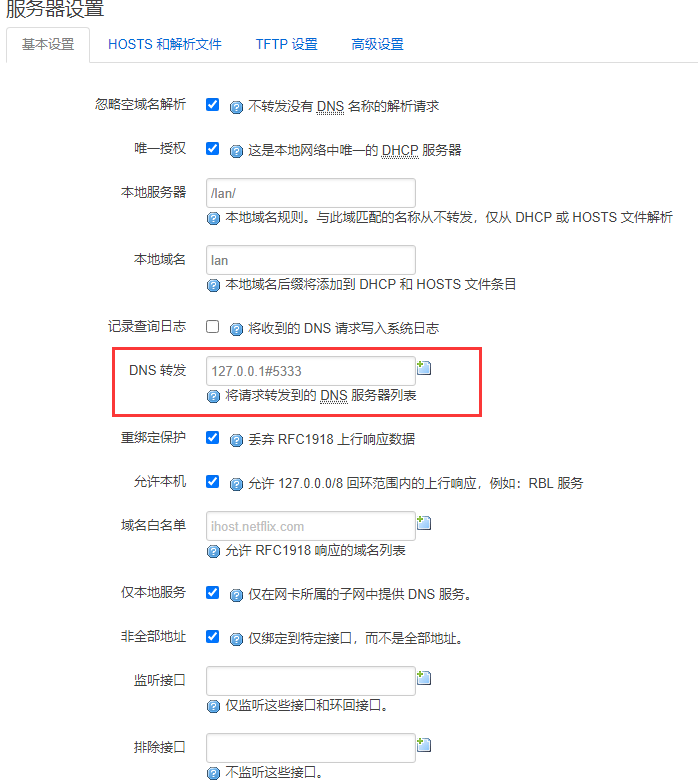 服务器设置
基本设置 HOSTS 和解析文件 TFTP 设置 高级设置
忽略空域名解析 不转发没有 DNS 名称的解析请求
唯一授权 这是本地网络中唯一的 DHCP 服务器
本地服务器 /lan/
本地域名规则。与此域匹配的名称从不转发，仅从 DHCP 或 HOSTS 文件解析
本地域名 lan
本地域名后缀将添加到 DHCP 和 HOSTS 文件条目
记录查询日志 将收到的 DNS 请求写入系统日志
DNS 转发 127.0.0.1#5333
将请求转发到的 DNS 服务器列表
重绑定保护 丢弃 RFC1918 上行响应数据
允许本机 允许 127.0.0.0/8 回环范围内的上行响应，例如：RBL 服务
域名白名单 ihost.netflix.com
允许 RFC1918 响应的域名列表
仅本地服务 仅在网卡所属的子网中提供 DNS 服务。
非全部地址 仅绑定到特定接口，而不是全部地址。
监听接口
仅监听这些接口和环回接口。
排除接口
不监听这些接口。